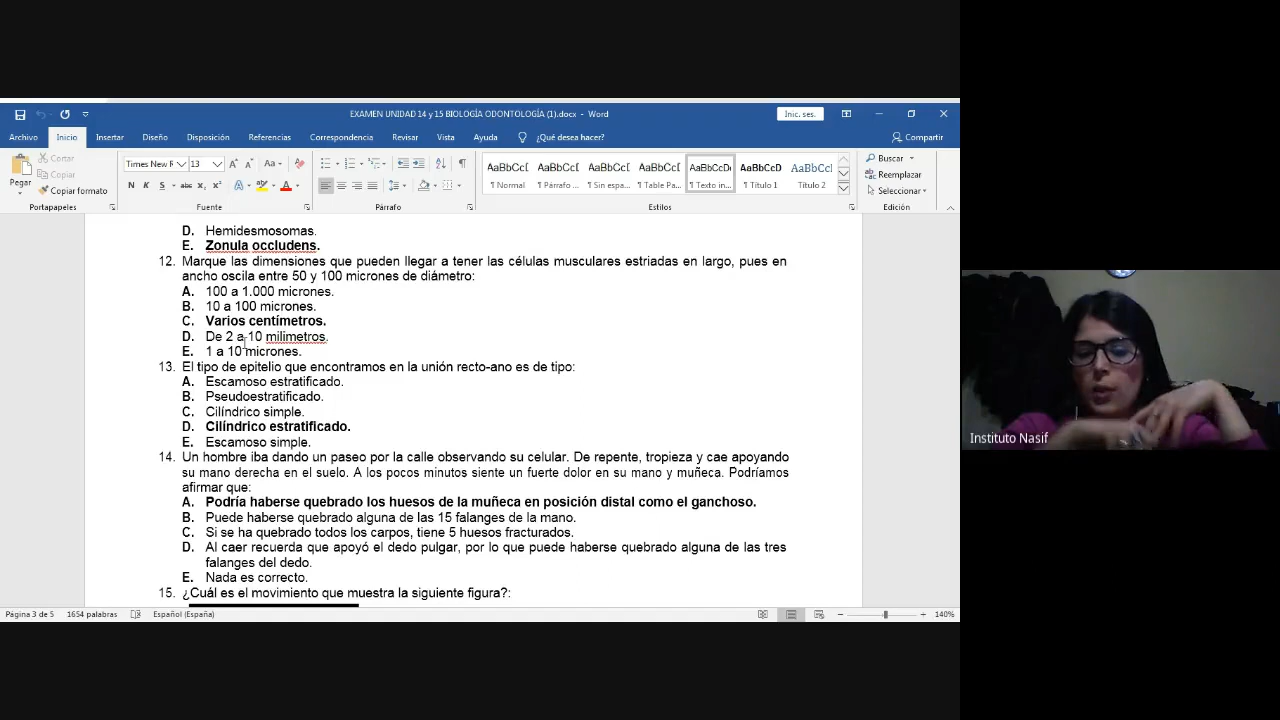 EXAMEN UNIDAD 14 y 15 BIOLOGÍA ODONTOLOGÍA (1).docx - Word
Inic. ses.
Archivo Inicio Insertar Diseño Disposición Referencias Correspondencia Revisar Vista Ayuda ¿Qué desea hacer? Compartir
Pegar
Cortar
Copiar
Copiar formato
Times New R 13
N K S abc x₂ x²
AaBbCcD AaBbCcD AaBbCcD AaBbCcD AaBbCcDc AaBbCcD AaBbCcI
¶ Normal ¶ Párrafo ... ¶ Sin espa... ¶ Table Pa... ¶ Texto in... ¶ Título 1 Título 2
Buscar
Reemplazar
Seleccionar
Portapapeles Fuente Párrafo Estilos Edición
D. Hemidesmosomas.
E. Zonula occludens.
12. Marque las dimensiones que pueden llegar a tener las células musculares estriadas en largo, pues en
ancho oscila entre 50 y 100 micrones de diámetro:
A. 100 a 1.000 micrones.
B. 10 a 100 micrones.
C. Varios centímetros.
D. De 2 a 10 milimetros.
E. 1 a 10 micrones.
13. El tipo de epitelio que encontramos en la unión recto-ano es de tipo:
A. Escamoso estratificado.
B. Pseudoestratificado.
C. Cilíndrico simple.
D. Cilíndrico estratificado.
E. Escamoso simple.
14. Un hombre iba dando un paseo por la calle observando su celular. De repente, tropieza y cae apoyando
su mano derecha en el suelo. A los pocos minutos siente un fuerte dolor en su mano y muñeca. Podríamos
afirmar que:
A. Podría haberse quebrado los huesos de la muñeca en posición distal como el ganchoso.
B. Puede haberse quebrado alguna de las 15 falanges de la mano.
C. Si se ha quebrado todos los carpos, tiene 5 huesos fracturados.
D. Al caer recuerda que apoyó el dedo pulgar, por lo que puede haberse quebrado alguna de las tres
falanges del dedo.
E. Nada es correcto.
15. ¿Cuál es el movimiento que muestra la siguiente figura?:
Página 3 de 5 1654 palabras Español (España) 140%
Instituto Nasif